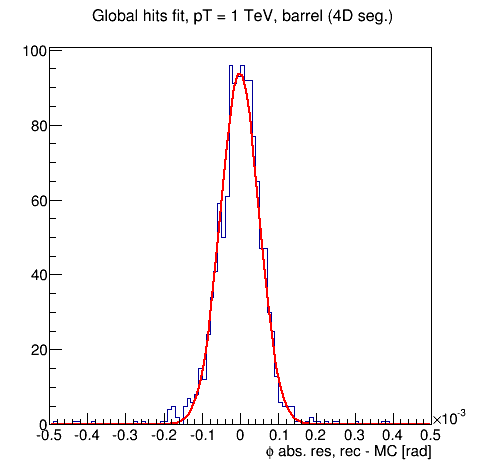 Global hits fit, pT = 1 TeV, barrel (4D seg.)
100
80
60
40
20
0
-0.5 -0.4 -0.3 -0.2 -0.1 0 0.1 0.2 0.3 0.4 0.5
×10⁻³
ϕ abs. res, rec - MC [rad]